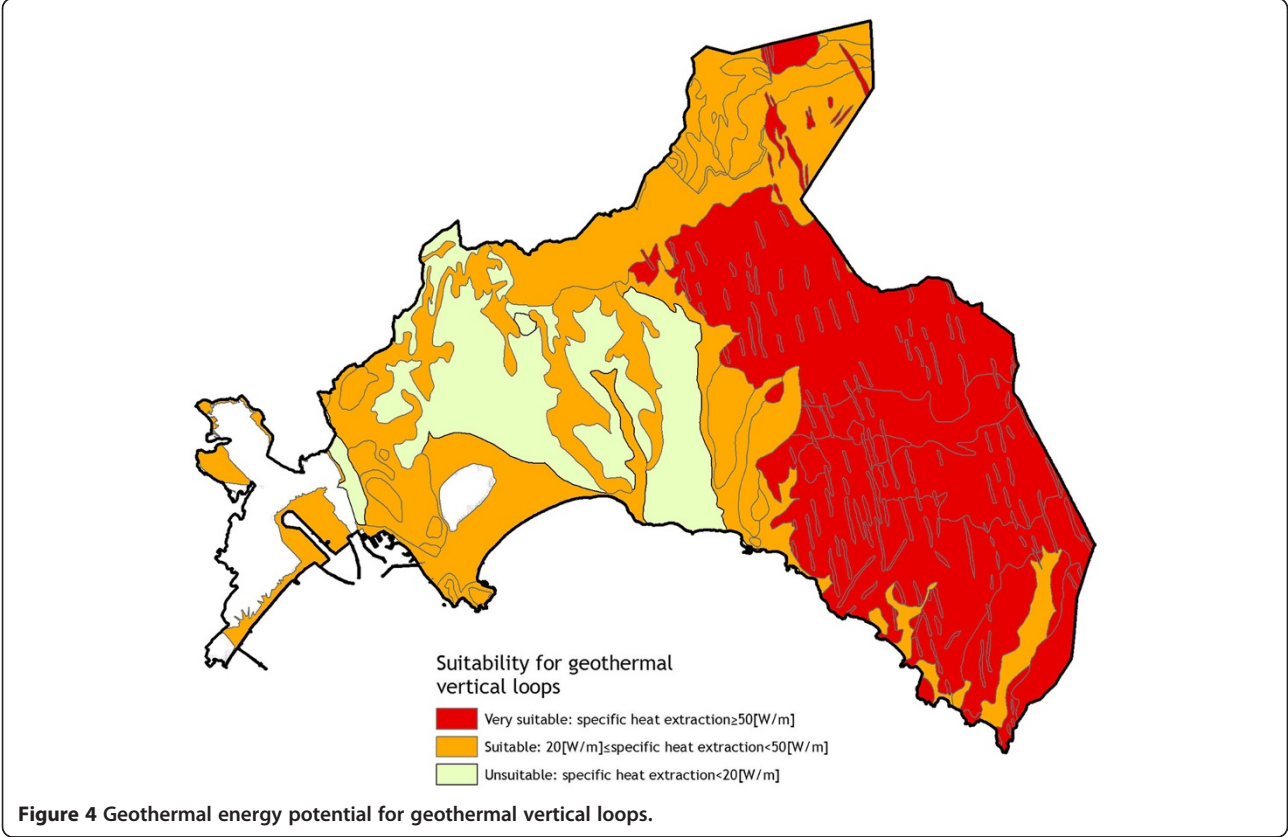 Suitability for geothermal
vertical loops
Very suitable: specific heat extraction≥50[W/m]
Suitable: 20[W/m]≤specific heat extraction<50[W/m]
Unsuitable: specific heat extraction<20[W/m]
Figure 4 Geothermal energy potential for geothermal vertical loops.